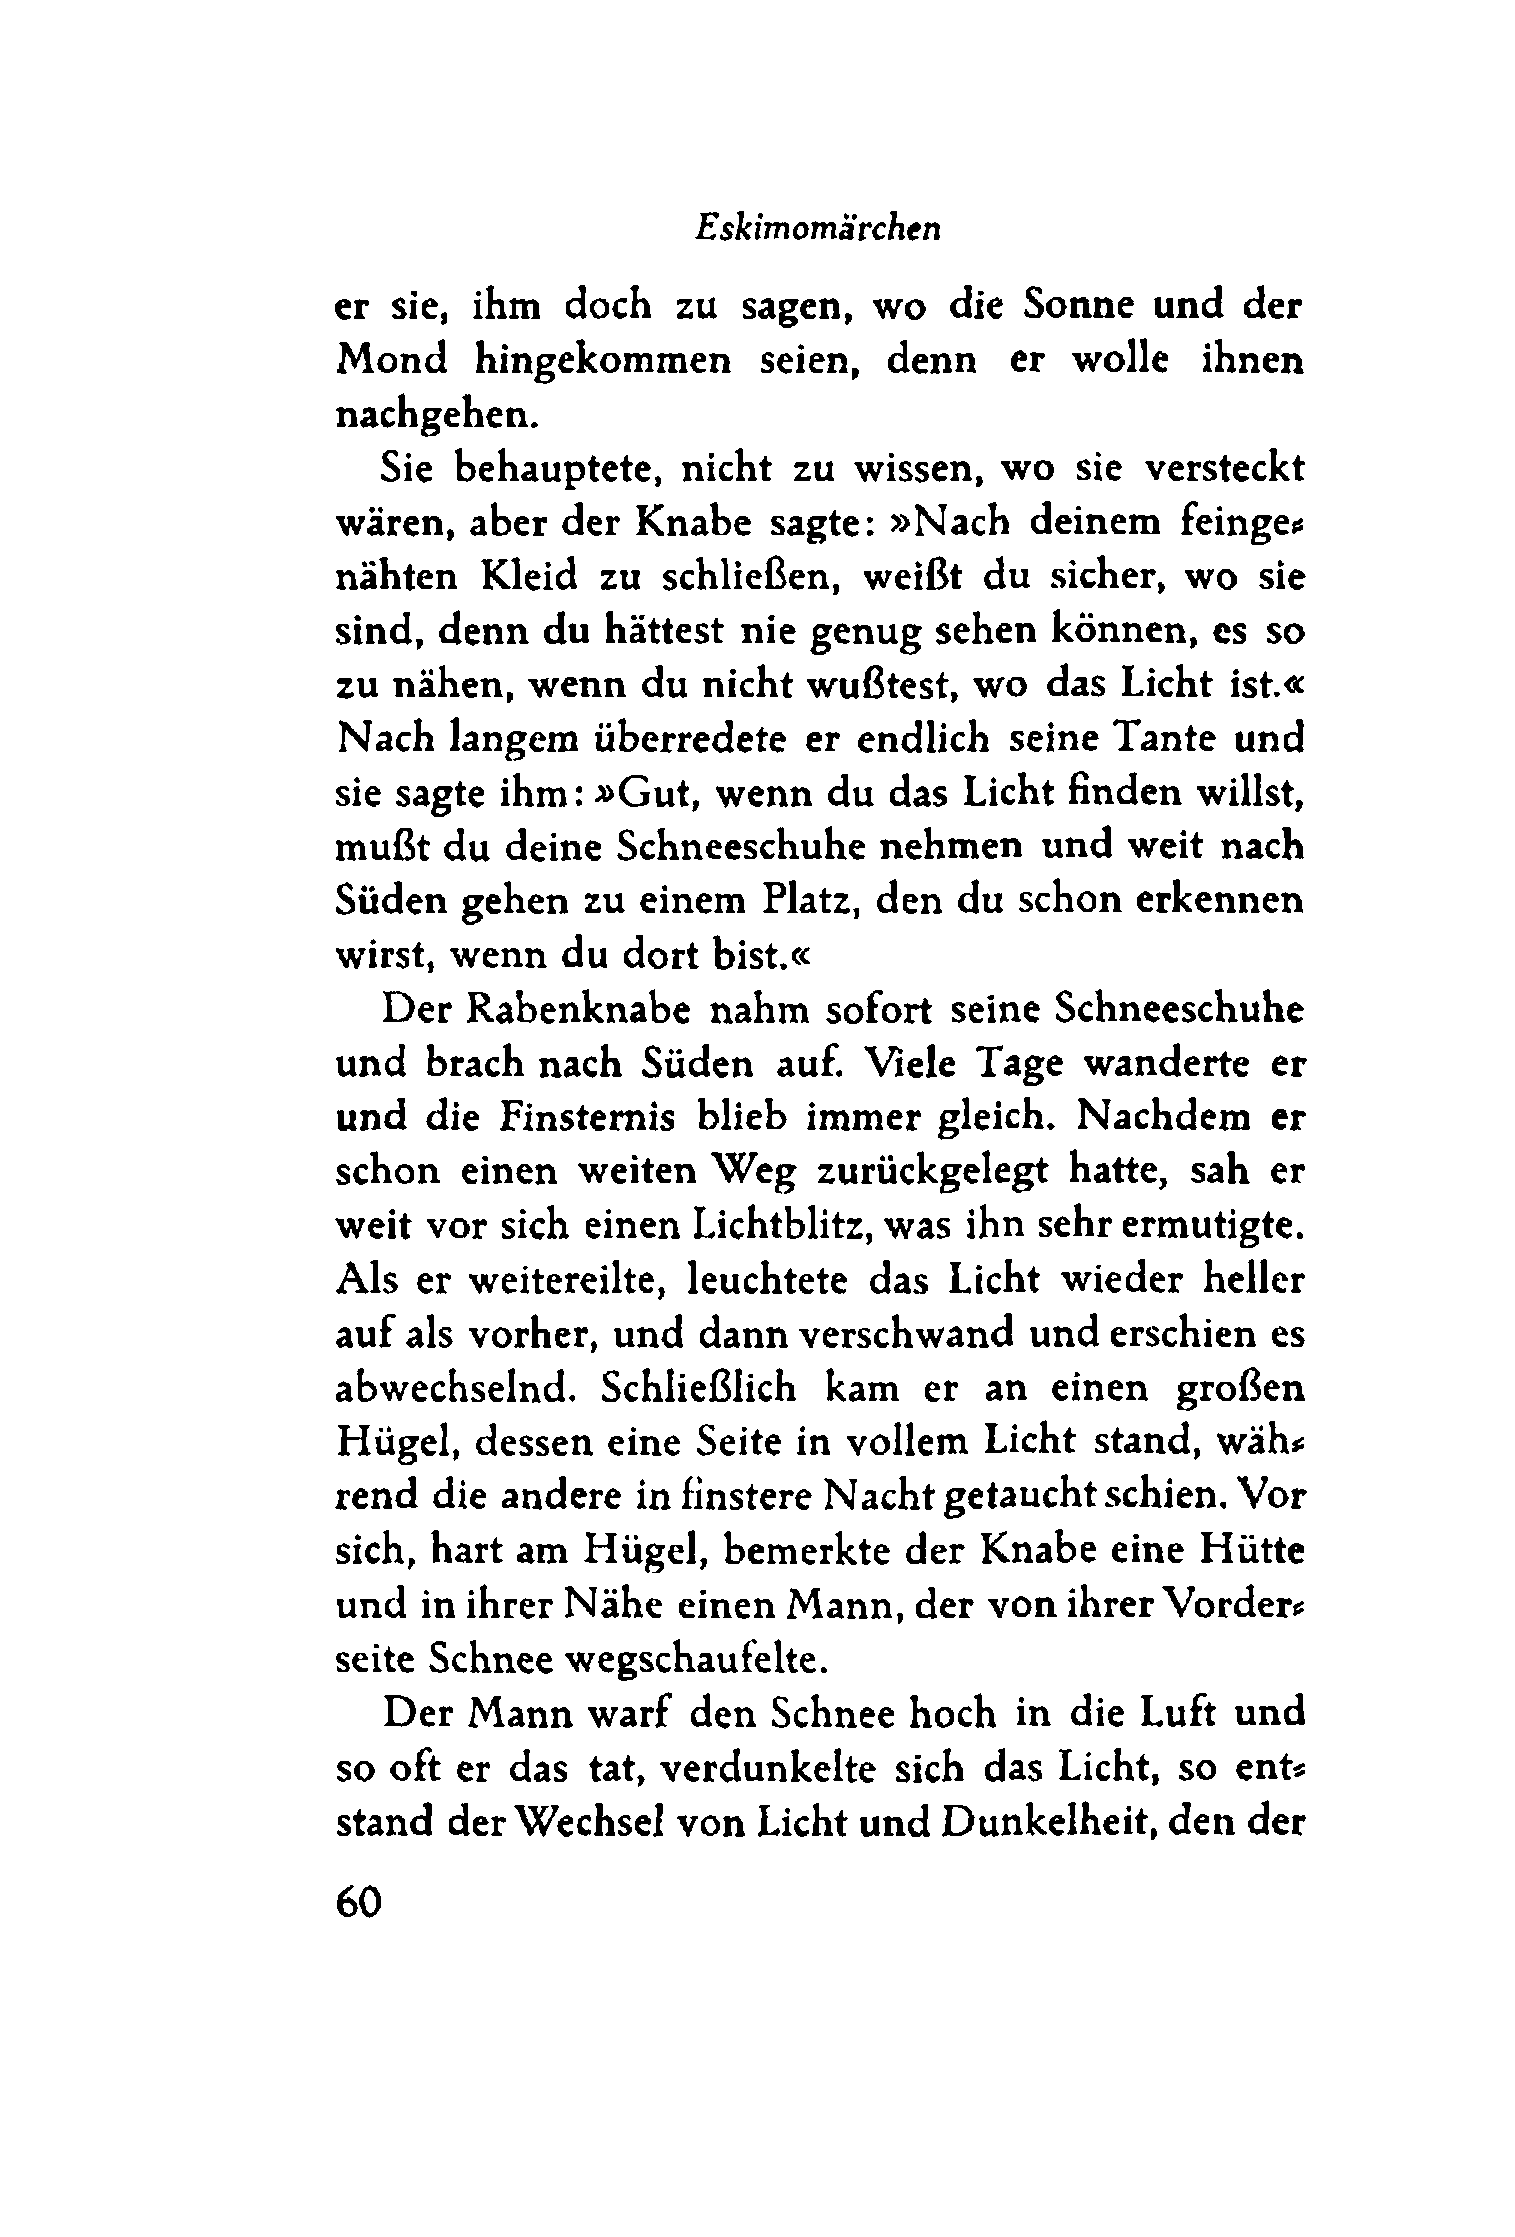 Eskimomärchen
er sie, ihm doch zu sagen, wo die Sonne und der
Mond hingekommen seien, denn er wolle ihnen
nachgehen.
Sie behauptete, nicht zu wissen, wo sie versteckt
wären, aber der Knabe sagte: »Nach deinem feinge⸗
nähten Kleid zu schließen, weißt du sicher, wo sie
sind, denn du hättest nie genug sehen können, es so
zu nähen, wenn du nicht wußtest, wo das Licht ist.«
Nach langem überredete er endlich seine Tante und
sie sagte ihm: »Gut, wenn du das Licht finden willst,
mußt du deine Schneeschuhe nehmen und weit nach
Süden gehen zu einem Platz, den du schon erkennen
wirst, wenn du dort bist.«
Der Rabenknabe nahm sofort seine Schneeschuhe
und brach nach Süden auf. Viele Tage wanderte er
und die Finsternis blieb immer gleich. Nachdem er
schon einen weiten Weg zurückgelegt hatte, sah er
weit vor sich einen Lichtblitz, was ihn sehr ermutigte.
Als er weitereilte, leuchtete das Licht wieder heller
auf als vorher, und dann verschwand und erschien es
abwechselnd. Schließlich kam er an einen großen
Hügel, dessen eine Seite in vollem Licht stand, wäh⸗
rend die andere in finstere Nacht getaucht schien. Vor
sich, hart am Hügel, bemerkte der Knabe eine Hütte
und in ihrer Nähe einen Mann, der von ihrer Vorder⸗
seite Schnee wegschaufelte.
Der Mann warf den Schnee hoch in die Luft und
so oft er das tat, verdunkelte sich das Licht, so ent⸗
stand der Wechsel von Licht und Dunkelheit, den der
60